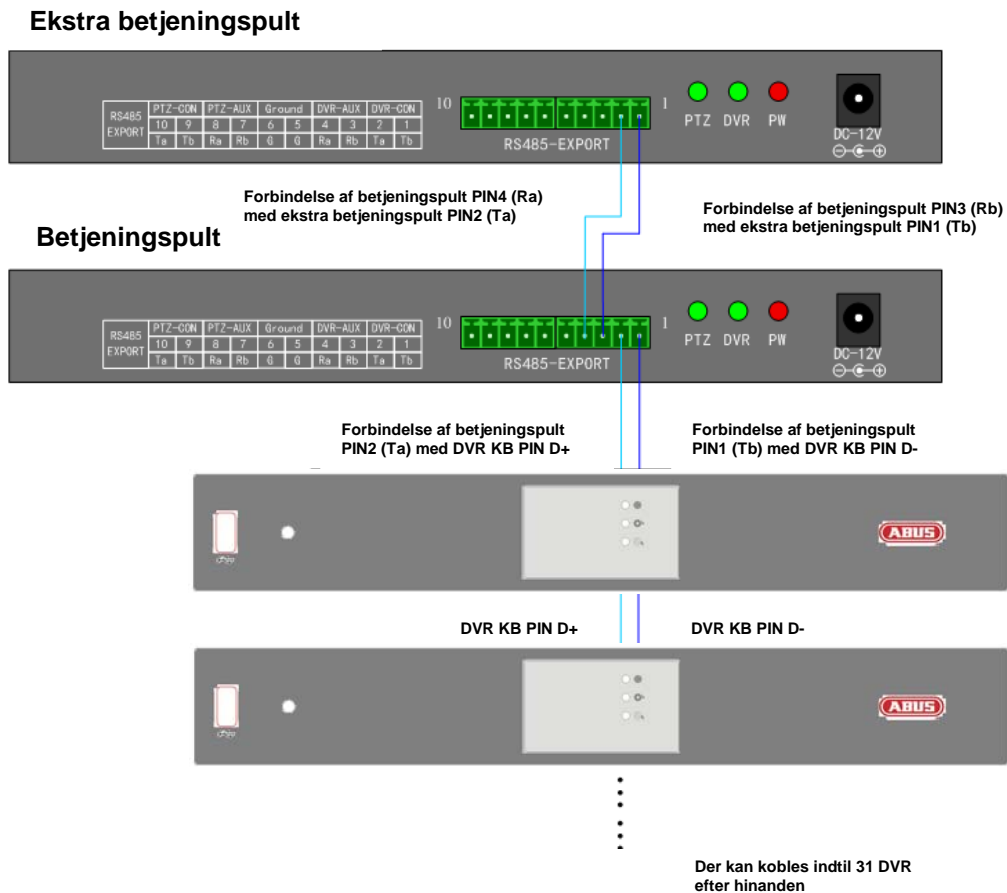 Ekstra betjeningspult
RS485 EXPORT
PTZ-CON PTZ-AUX Ground DVR-AUX DVR-CON
10 9 8 7 6 5 4 3 2 1
Ta Tb Ra Rb G G Ra Rb Ta Tb
10 1
RS485-EXPORT
PTZ DVR PW
DC-12V
Forbindelse af betjeningspult PIN4 (Ra)
med ekstra betjeningspult PIN2 (Ta)
Forbindelse af betjeningspult PIN3 (Rb)
med ekstra betjeningspult PIN1 (Tb)
Betjeningspult
RS485 EXPORT
PTZ-CON PTZ-AUX Ground DVR-AUX DVR-CON
10 9 8 7 6 5 4 3 2 1
Ta Tb Ra Rb G G Ra Rb Ta Tb
10 1
RS485-EXPORT
PTZ DVR PW
DC-12V
Forbindelse af betjeningspult
PIN2 (Ta) med DVR KB PIN D+
Forbindelse af betjeningspult
PIN1 (Tb) med DVR KB PIN D-
ABUS
DVR KB PIN D+
DVR KB PIN D-
ABUS
Der kan kobles indtil 31 DVR
efter hinanden